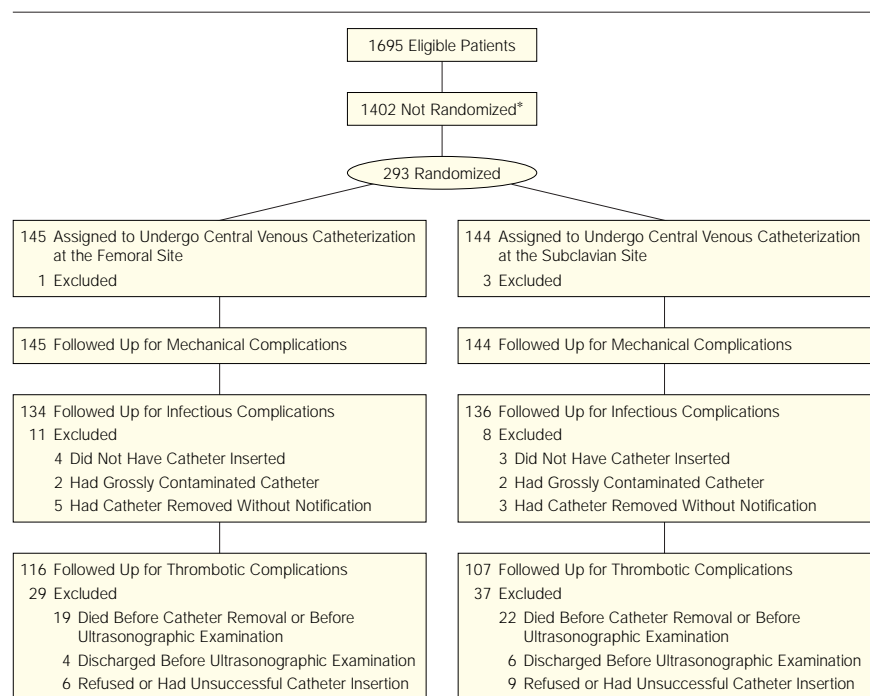 1695 Eligible Patients
1402 Not Randomized*
293 Randomized
145 Assigned to Undergo Central Venous Catheterization
at the Femoral Site
1 Excluded
145 Followed Up for Mechanical Complications
134 Followed Up for Infectious Complications
11 Excluded
4 Did Not Have Catheter Inserted
2 Had Grossly Contaminated Catheter
5 Had Catheter Removed Without Notification
116 Followed Up for Thrombotic Complications
29 Excluded
19 Died Before Catheter Removal or Before
Ultrasonographic Examination
4 Discharged Before Ultrasonographic Examination
6 Refused or Had Unsuccessful Catheter Insertion
144 Assigned to Undergo Central Venous Catheterization
at the Subclavian Site
3 Excluded
144 Followed Up for Mechanical Complications
136 Followed Up for Infectious Complications
8 Excluded
3 Did Not Have Catheter Inserted
2 Had Grossly Contaminated Catheter
3 Had Catheter Removed Without Notification
107 Followed Up for Thrombotic Complications
37 Excluded
22 Died Before Catheter Removal or Before
Ultrasonographic Examination
6 Discharged Before Ultrasonographic Examination
9 Refused or Had Unsuccessful Catheter Insertion